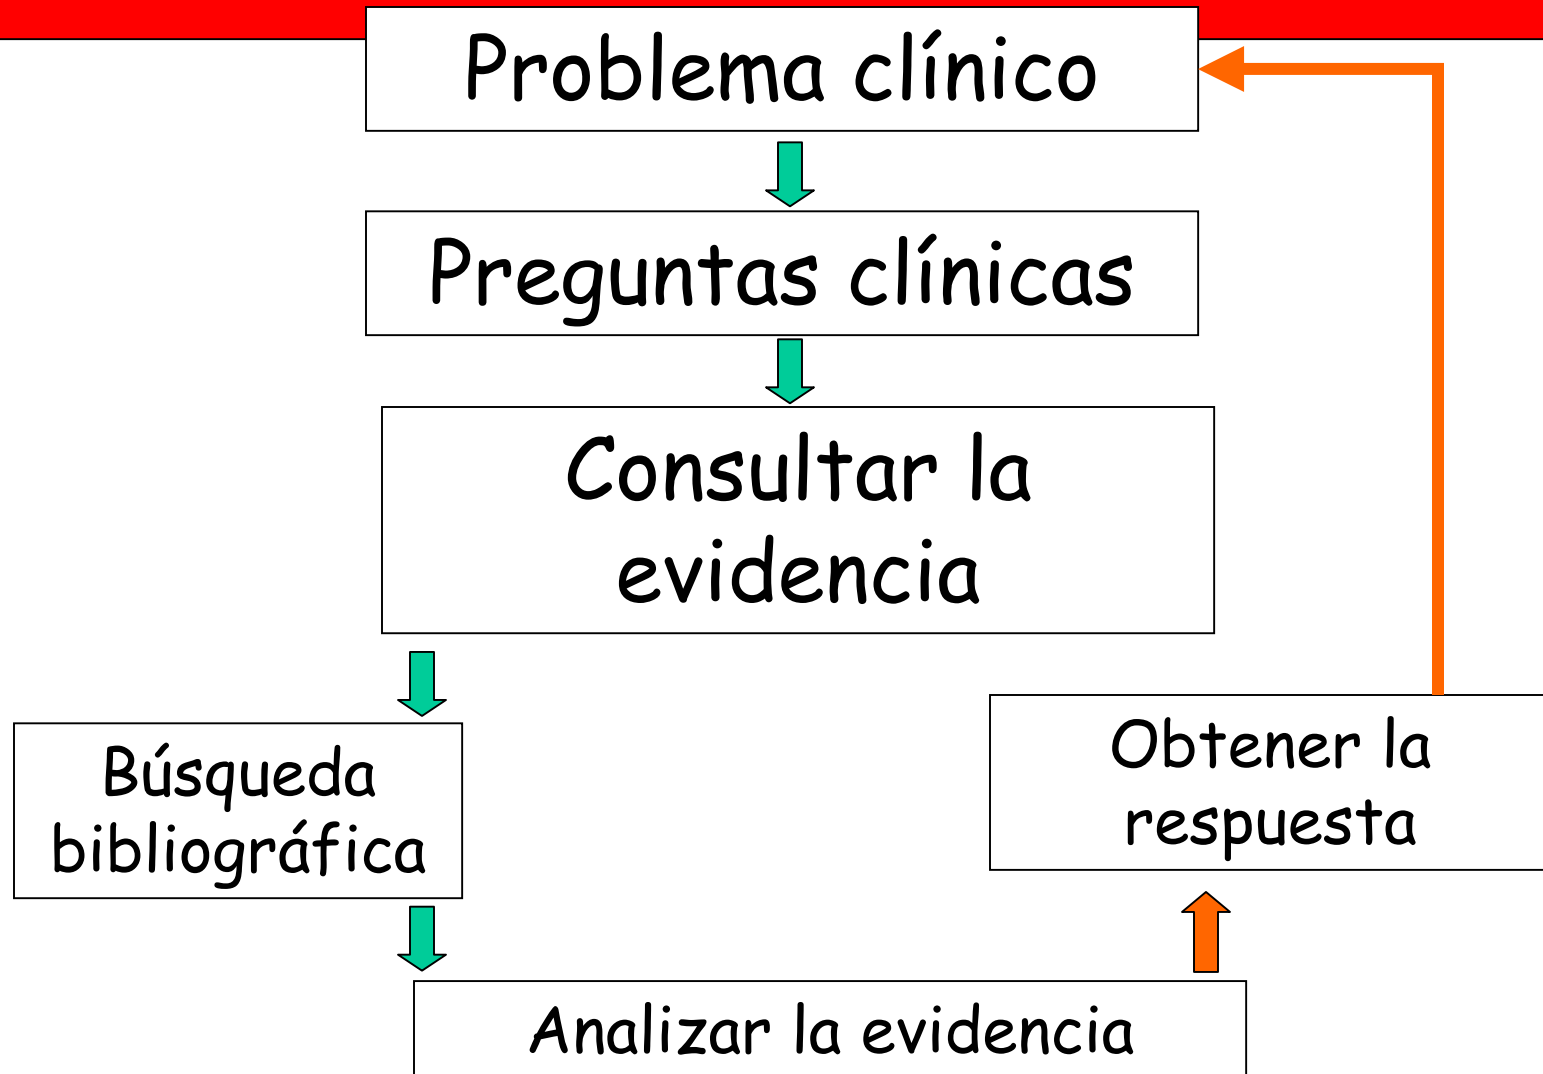 Problema clínico
Preguntas clínicas
Consultar la
evidencia
Búsqueda
bibliográfica
Obtener la
respuesta
Analizar la evidencia